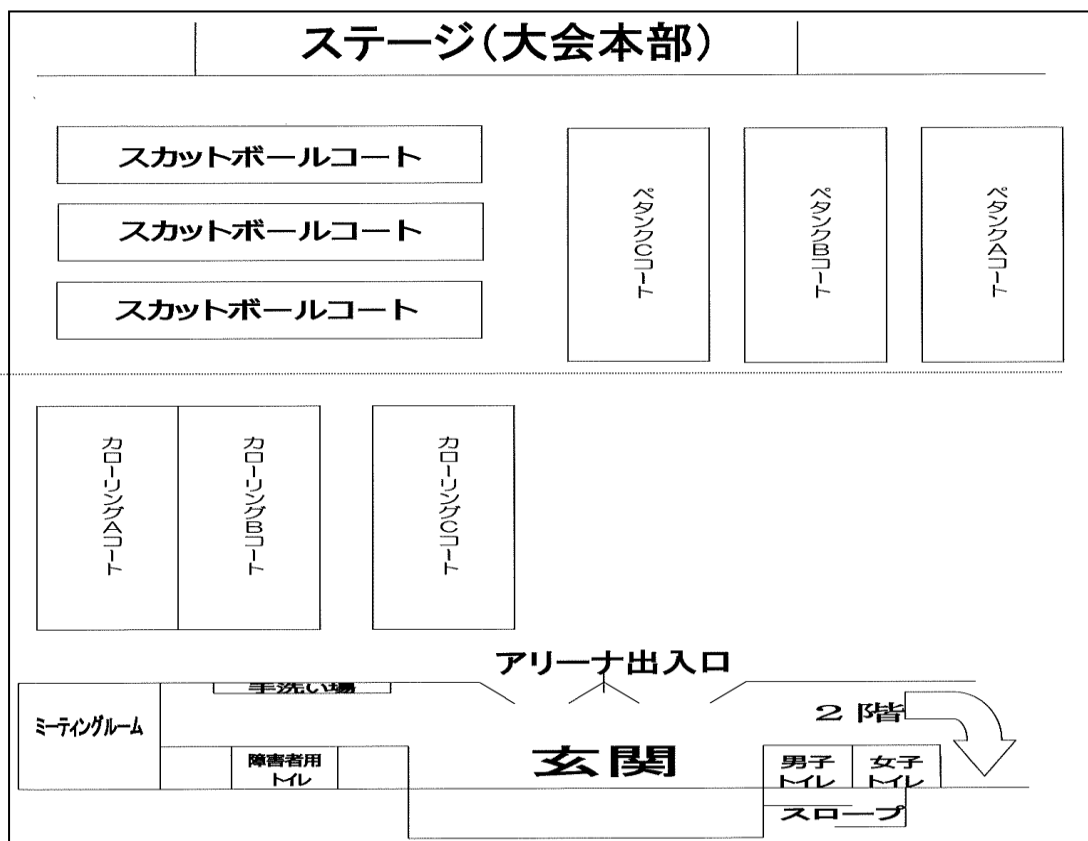 ステージ(大会本部)
スカットボールコート
スカットボールコート
スカットボールコート
ペタンクCコート
ペタンクBコート
ペタンクAコート
カローリングAコート
カローリングBコート
カローリングCコート
アリーナ出入口
手洗い場
ミーティングルーム
2階
障害者用
トイレ
玄関
男子
トイレ
女子
トイレ
スロープ